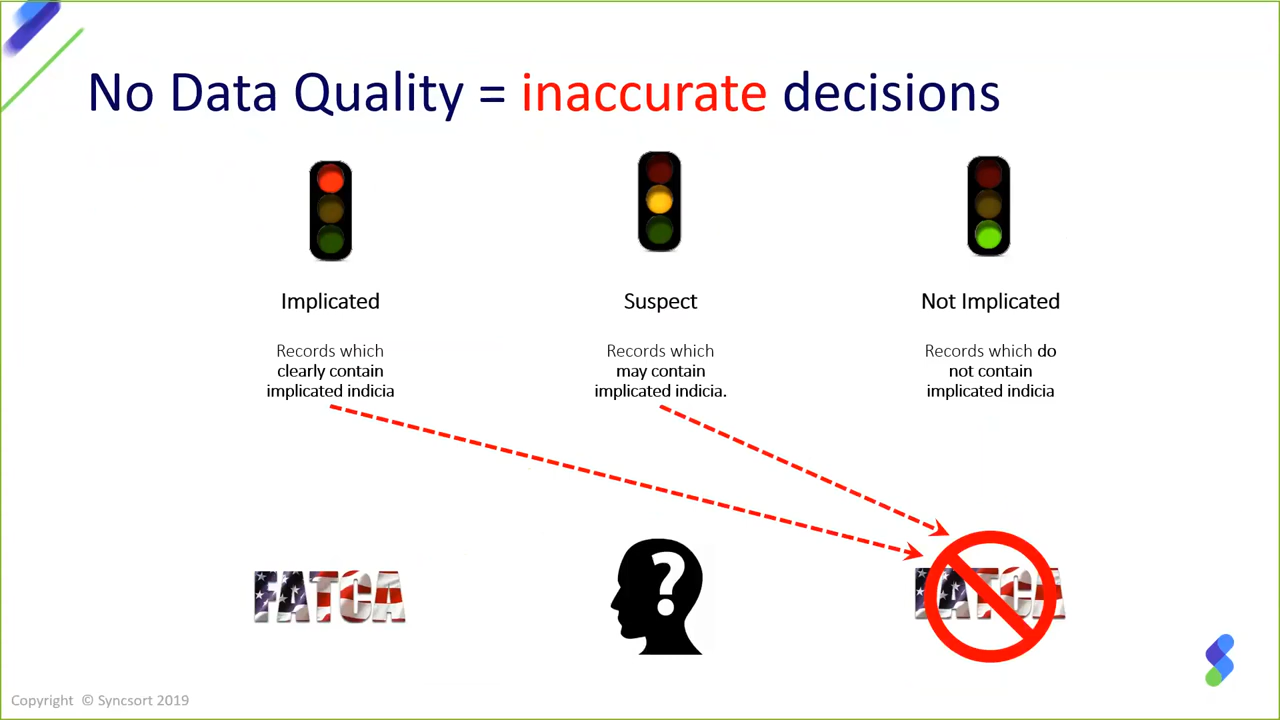 No Data Quality = inaccurate decisions
Implicated
Records which
clearly contain
implicated indicia
Suspect
Records which
may contain
implicated indicia.
Not Implicated
Records which do
not contain
implicated indicia
FATCA
?
FATCA
Copyright © Syncsort 2019